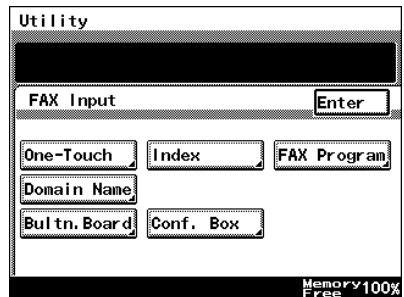 Utility
FAX Input
Enter
One-Touch
Index
FAX Program
Domain Name
Bultn.Board
Conf. Box
Memory
Free
100%